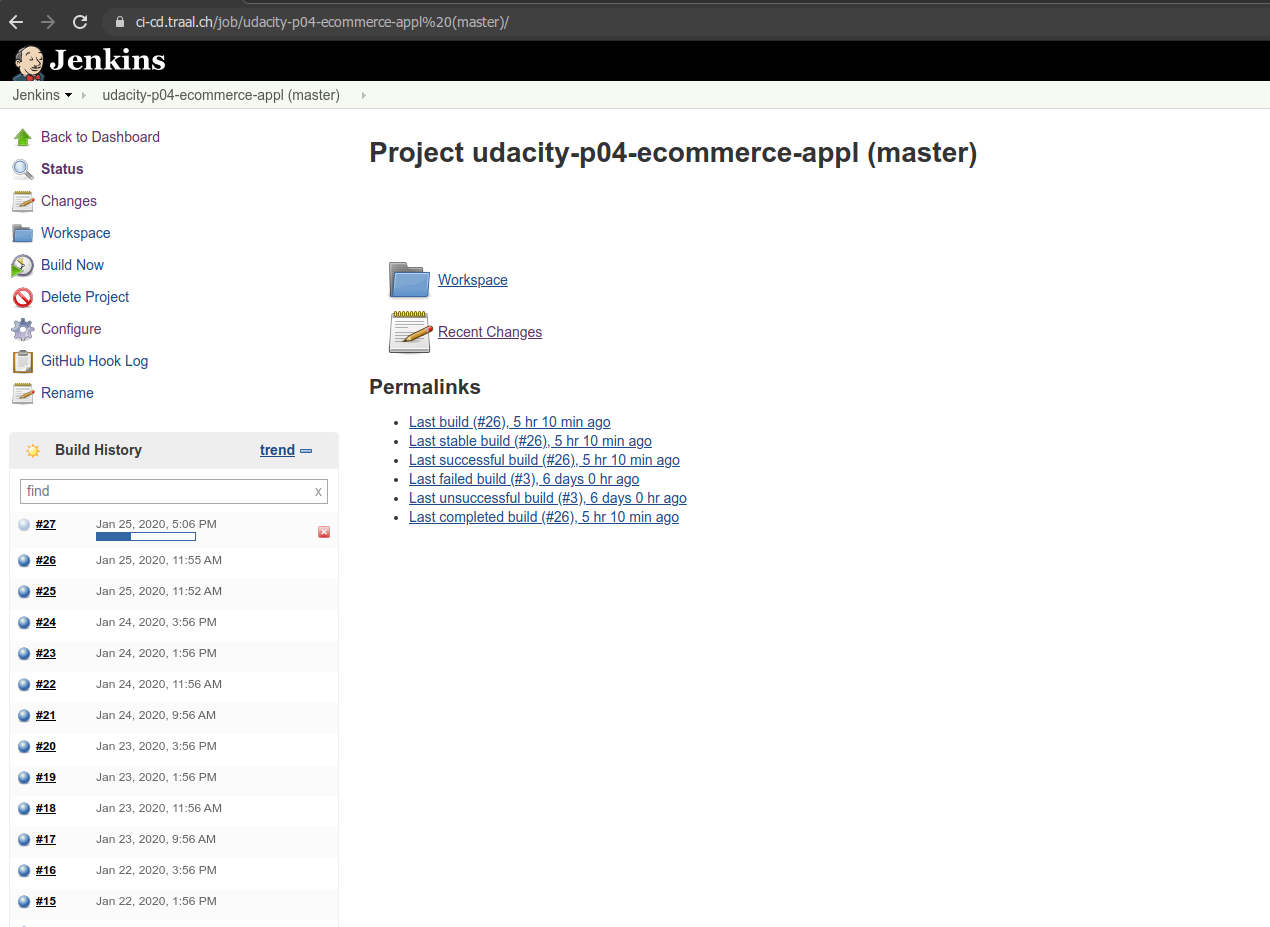 ci-cd.traal.ch/job/udacity-p04-ecommerce-appl%20(master)/
Jenkins
Jenkins udacity-p04-ecommerce-appl (master)
Back to Dashboard
Status
Changes
Workspace
Build Now
Delete Project
Configure
GitHub Hook Log
Rename
Build History trend
find x
#27 Jan 25, 2020, 5:06 PM
#26 Jan 25, 2020, 11:55 AM
#25 Jan 25, 2020, 11:52 AM
#24 Jan 24, 2020, 3:56 PM
#23 Jan 24, 2020, 1:56 PM
#22 Jan 24, 2020, 11:56 AM
#21 Jan 24, 2020, 9:56 AM
#20 Jan 23, 2020, 3:56 PM
#19 Jan 23, 2020, 1:56 PM
#18 Jan 23, 2020, 11:56 AM
#17 Jan 23, 2020, 9:56 AM
#16 Jan 22, 2020, 3:56 PM
#15 Jan 22, 2020, 1:56 PM
Project udacity-p04-ecommerce-appl (master)
Workspace
Recent Changes
Permalinks
Last build (#26), 5 hr 10 min ago
Last stable build (#26), 5 hr 10 min ago
Last successful build (#26), 5 hr 10 min ago
Last failed build (#3), 6 days 0 hr ago
Last unsuccessful build (#3), 6 days 0 hr ago
Last completed build (#26), 5 hr 10 min ago